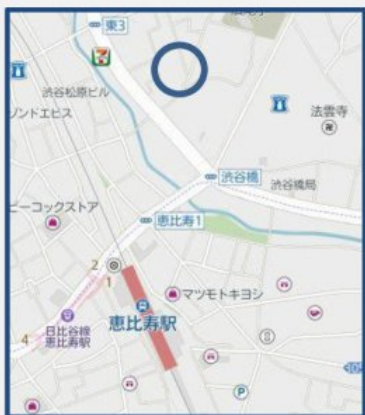 東3
7
渋谷松原ビル
ゾンドエビス
法雲寺
渋谷橋
渋谷橋局
ピーコックストア
恵比寿1
2
1
マツモトキヨシ
恵比寿駅
4
日比谷線
恵比寿駅
P
305